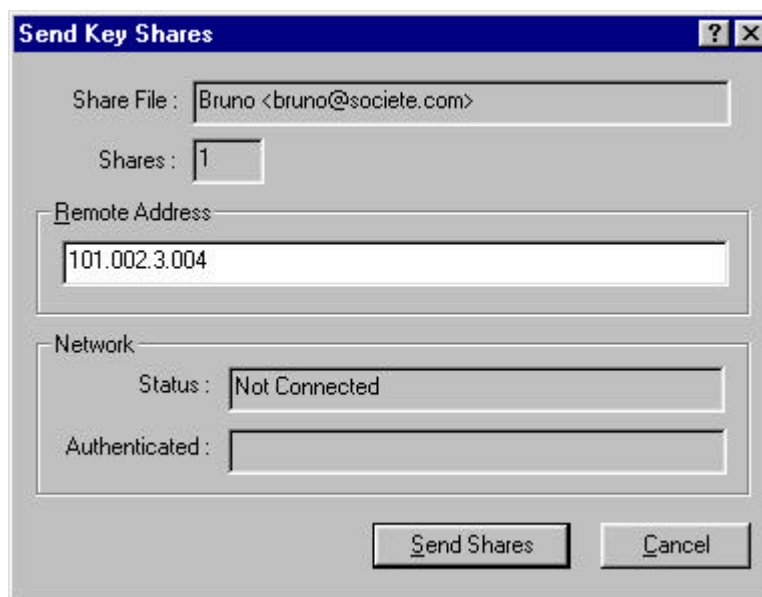 Send Key Shares
Share File : Bruno <bruno@societe.com>
Shares : 1
Remote Address
101.002.3.004
Network
Status : Not Connected
Authenticated :
Send Shares Cancel